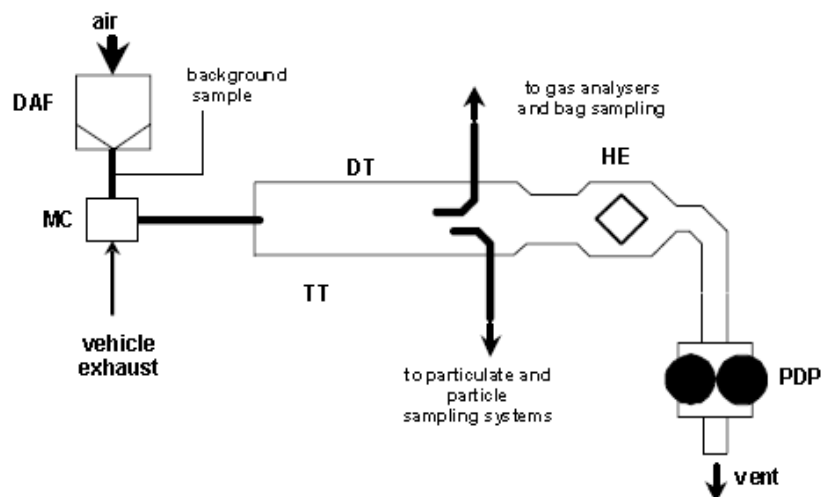 air
background
sample
DAF
to gas analysers
and bag sampling
DT
HE
MC
TT
vehicle
exhaust
to particulate and
particle
sampling systems
PDP
vent